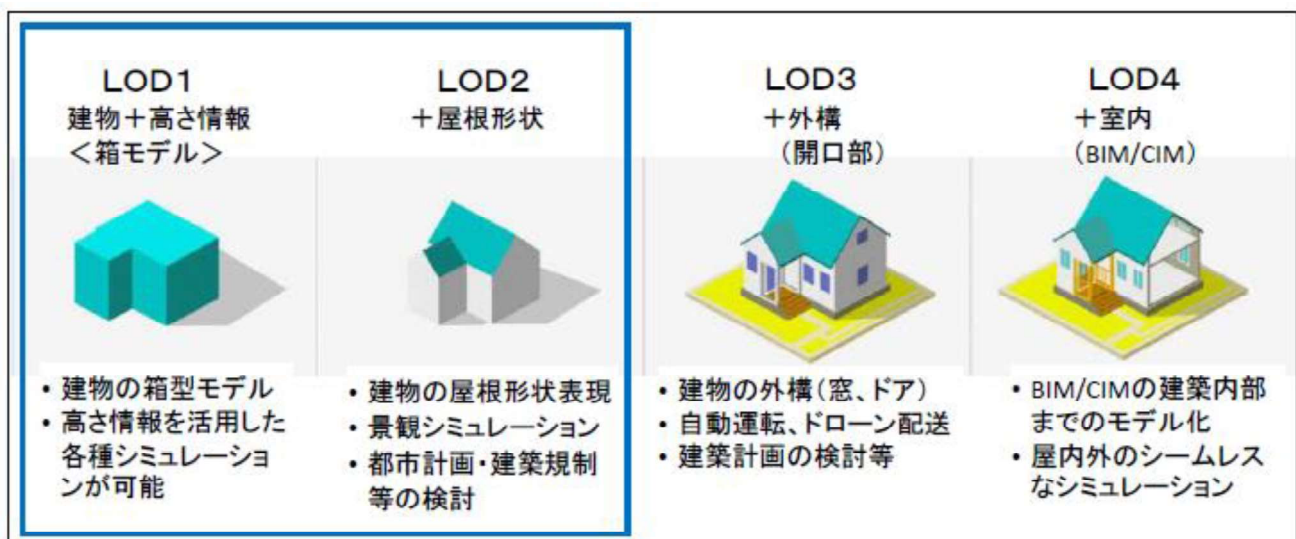 LOD1
建物＋高さ情報
＜箱モデル＞
・建物の箱型モデル
・高さ情報を活用した
各種シミュレーショ
ンが可能
LOD2
＋屋根形状
・建物の屋根形状表現
・景観シミュレーション
・都市計画・建築規制
等の検討
LOD3
＋外構
（開口部）
・建物の外構（窓、ドア）
・自動運転、ドローン配送
・建築計画の検討等
LOD4
＋室内
（BIM/CIM）
・BIM/CIMの建築内部
までのモデル化
・屋内外のシームレス
なシミュレーション